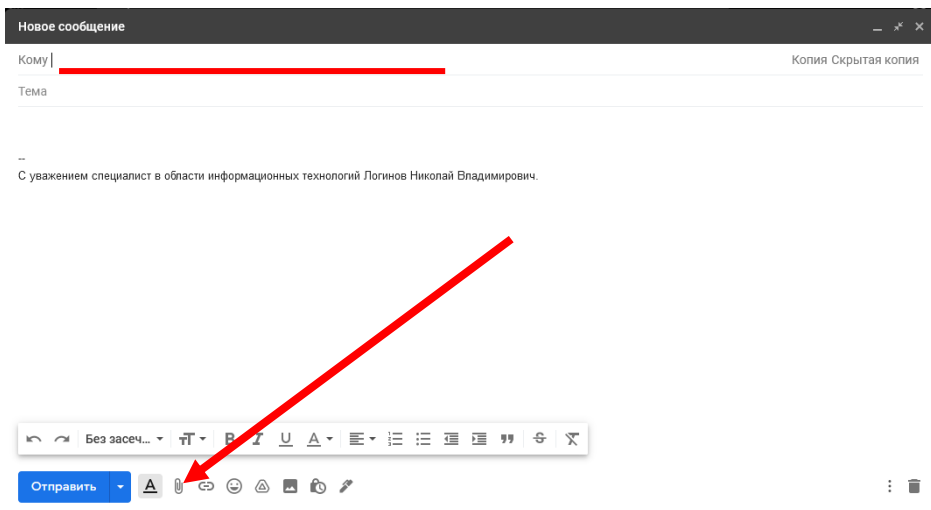 Новое сообщение
Кому
Копия Скрытая копия
Тема
--
С уважением специалист в области информационных технологий Логинов Николай Владимирович.
Без засеч...
Отправить